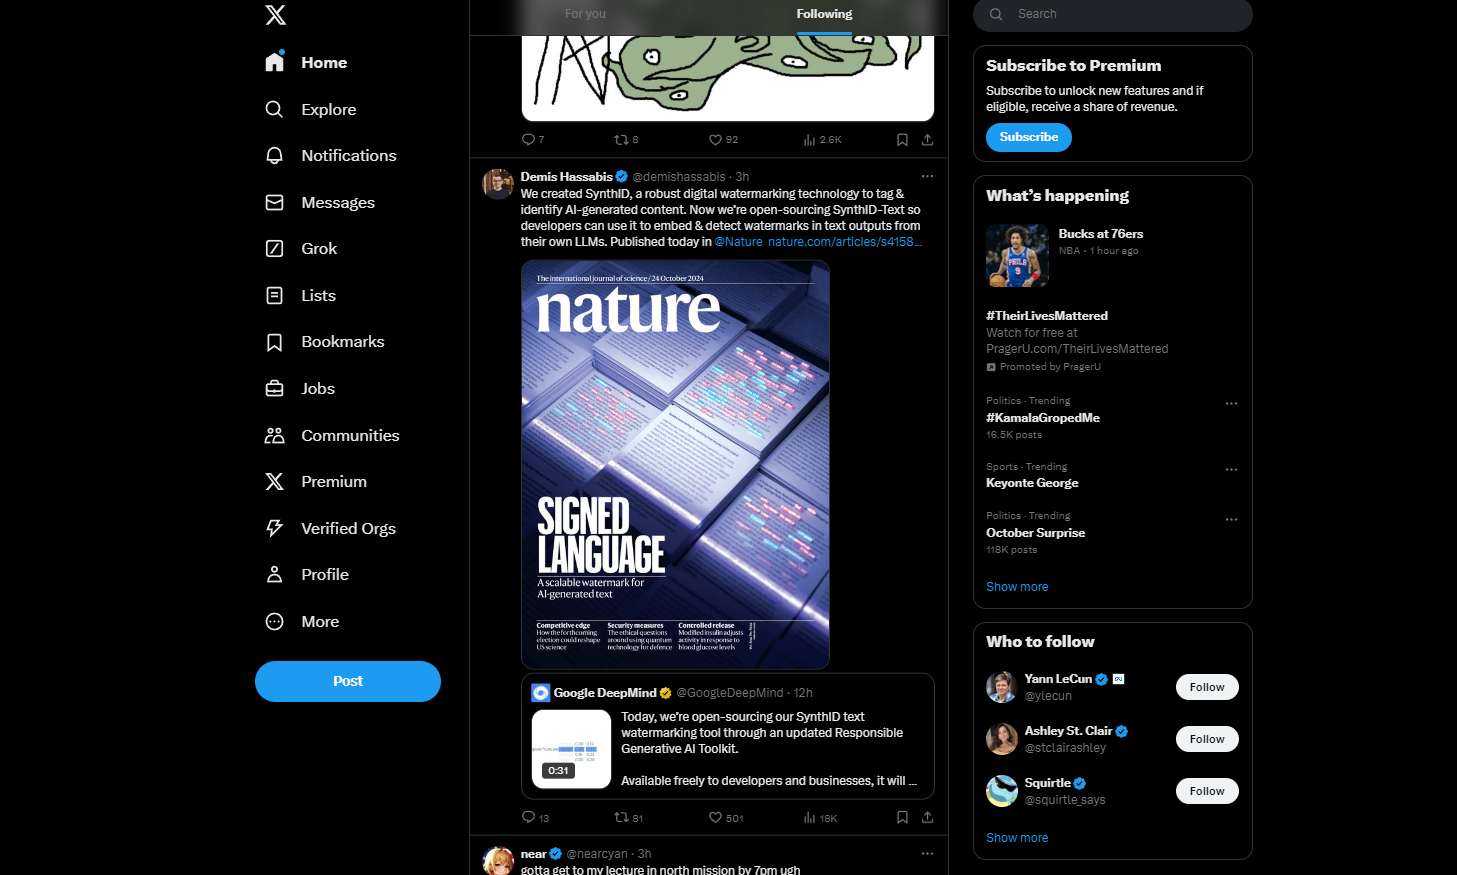 Home
Explore
Notifications
Messages
Grok
Lists
Bookmarks
Jobs
Communities
Premium
Verified Orgs
Profile
More
Post
For you
Following
7
8
92
2.6K
Demis Hassabis @demishassabis · 3h
We created SynthID, a robust digital watermarking technology to tag &
identify AI-generated content. Now we’re open-sourcing SynthID-Text so
developers can use it to embed & detect watermarks in text outputs from
their own LLMs. Published today in @Nature nature.com/articles/s4158…
The international journal of science / 24 October 2024
nature
SIGNED
LANGUAGE
A scalable watermark for
AI-generated text
Competitive edge
How the forthcoming
election could reshape
US science
Security measures
The ethical questions
around using quantum
technology for defence
Controlled release
Modified insulin adjusts
activity in response to
blood glucose levels
Google DeepMind @GoogleDeepMind · 12h
Today, we’re open-sourcing our SynthID text
watermarking tool through an updated Responsible
Generative AI Toolkit.
Available freely to developers and businesses, it will ...
0:31
13
81
501
18K
near @nearcyan · 3h
gotta get to my lecture in north mission by 7pm ugh
Search
Subscribe to Premium
Subscribe to unlock new features and if
eligible, receive a share of revenue.
Subscribe
What’s happening
Bucks at 76ers
NBA · 1 hour ago
PHILA
9
#TheirLivesMattered
Watch for free at
PragerU.com/TheirLivesMattered
Promoted by PragerU
Politics · Trending
#KamalaGropedMe
16.5K posts
Sports · Trending
Keyonte George
Politics · Trending
October Surprise
118K posts
Show more
Who to follow
Yann LeCun
@ylecun
Follow
Ashley St. Clair
@stclairashley
Follow
Squirtle
@squirtle_says
Follow
Show more